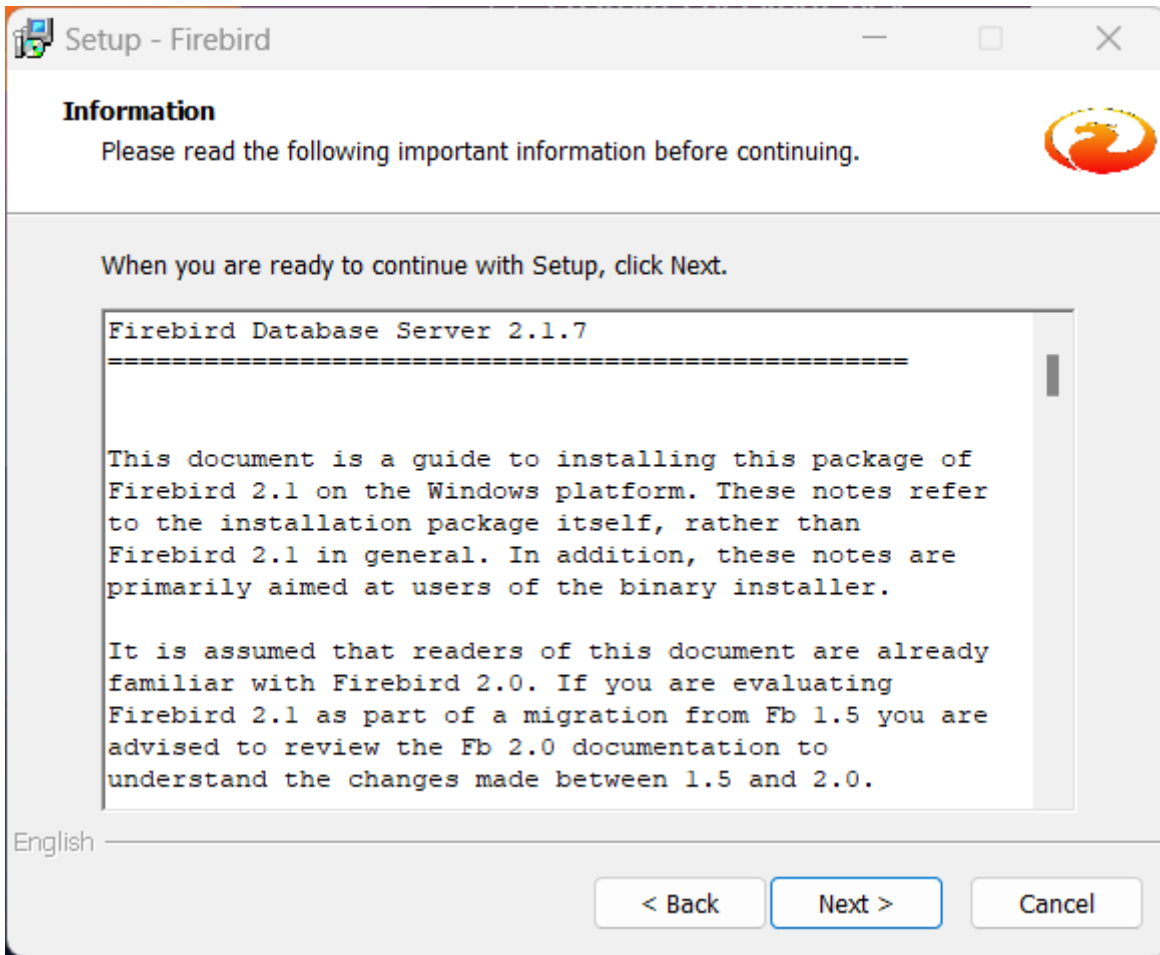 Setup - Firebird
Information
Please read the following important information before continuing.
When you are ready to continue with Setup, click Next.
Firebird Database Server 2.1.7
==================================================
This document is a guide to installing this package of
Firebird 2.1 on the Windows platform. These notes refer
to the installation package itself, rather than
Firebird 2.1 in general. In addition, these notes are
primarily aimed at users of the binary installer.
It is assumed that readers of this document are already
familiar with Firebird 2.0. If you are evaluating
Firebird 2.1 as part of a migration from Fb 1.5 you are
advised to review the Fb 2.0 documentation to
understand the changes made between 1.5 and 2.0.
English
< Back
Next >
Cancel